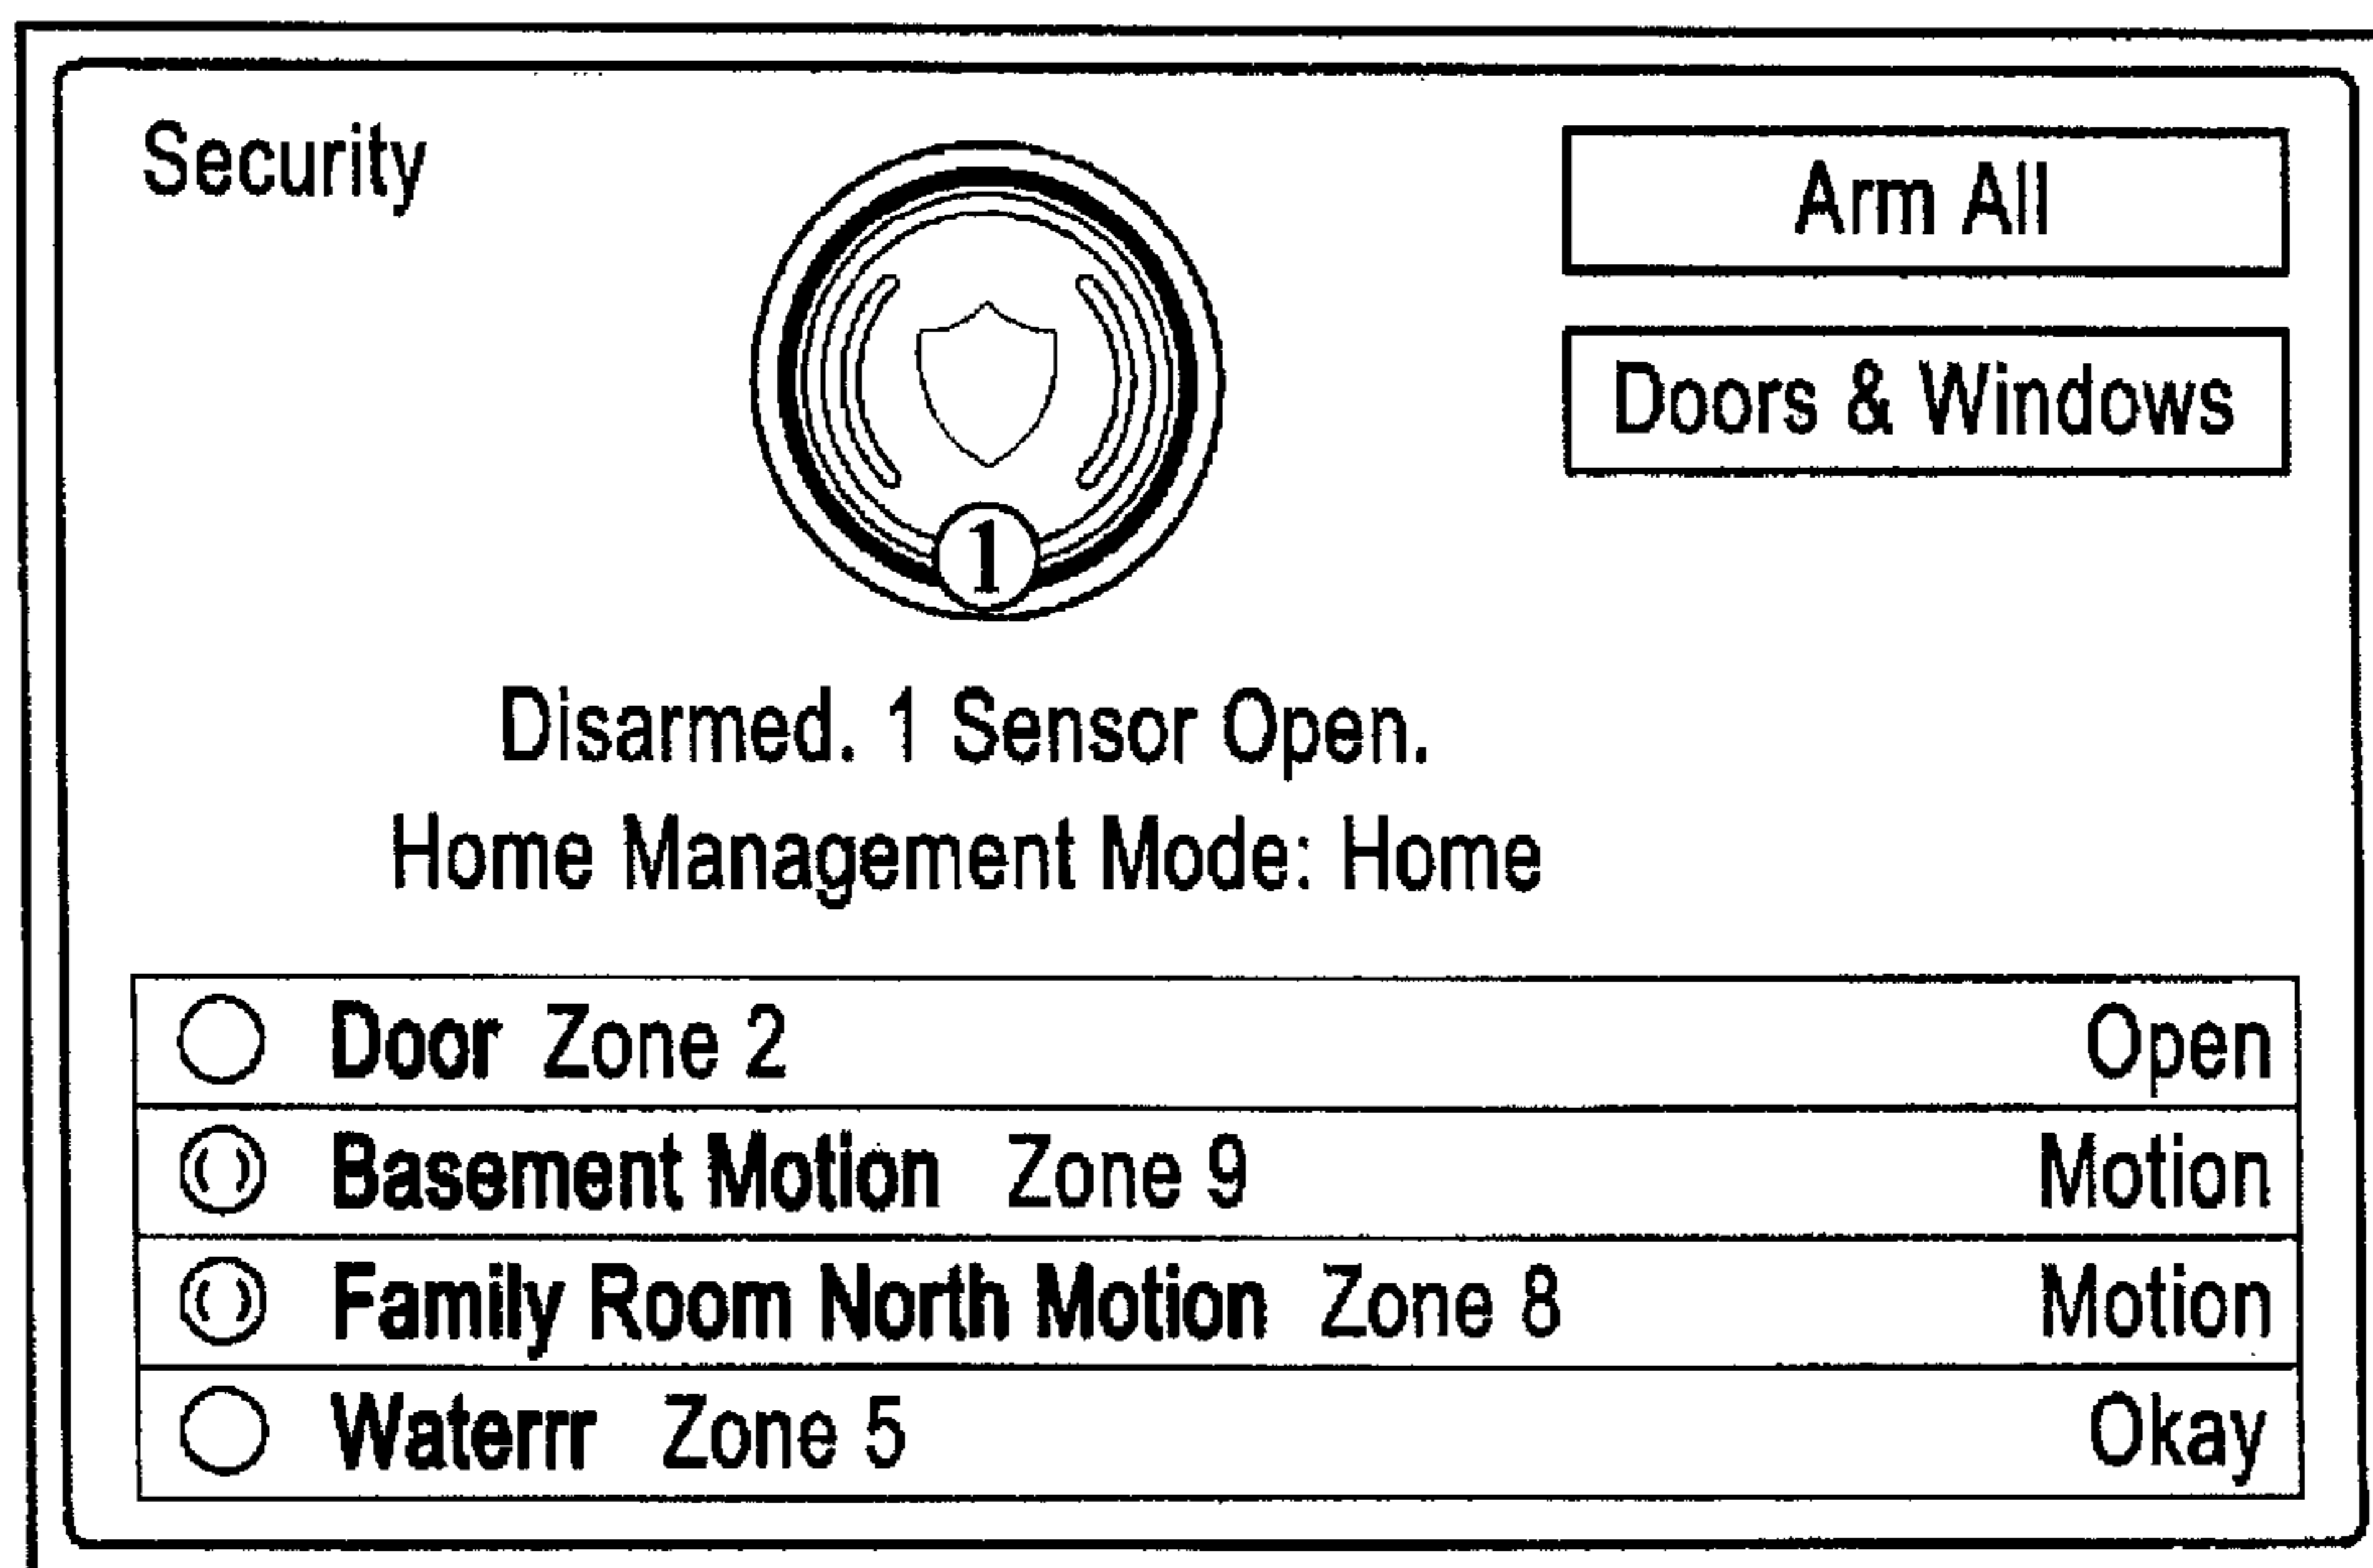 Security
Arm All
Doors & Windows
1
Disarmed. 1 Sensor Open.
Home Management Mode: Home
Door Zone 2 Open
Basement Motion Zone 9 Motion
Family Room North Motion Zone 8 Motion
Waterrr Zone 5 Okay